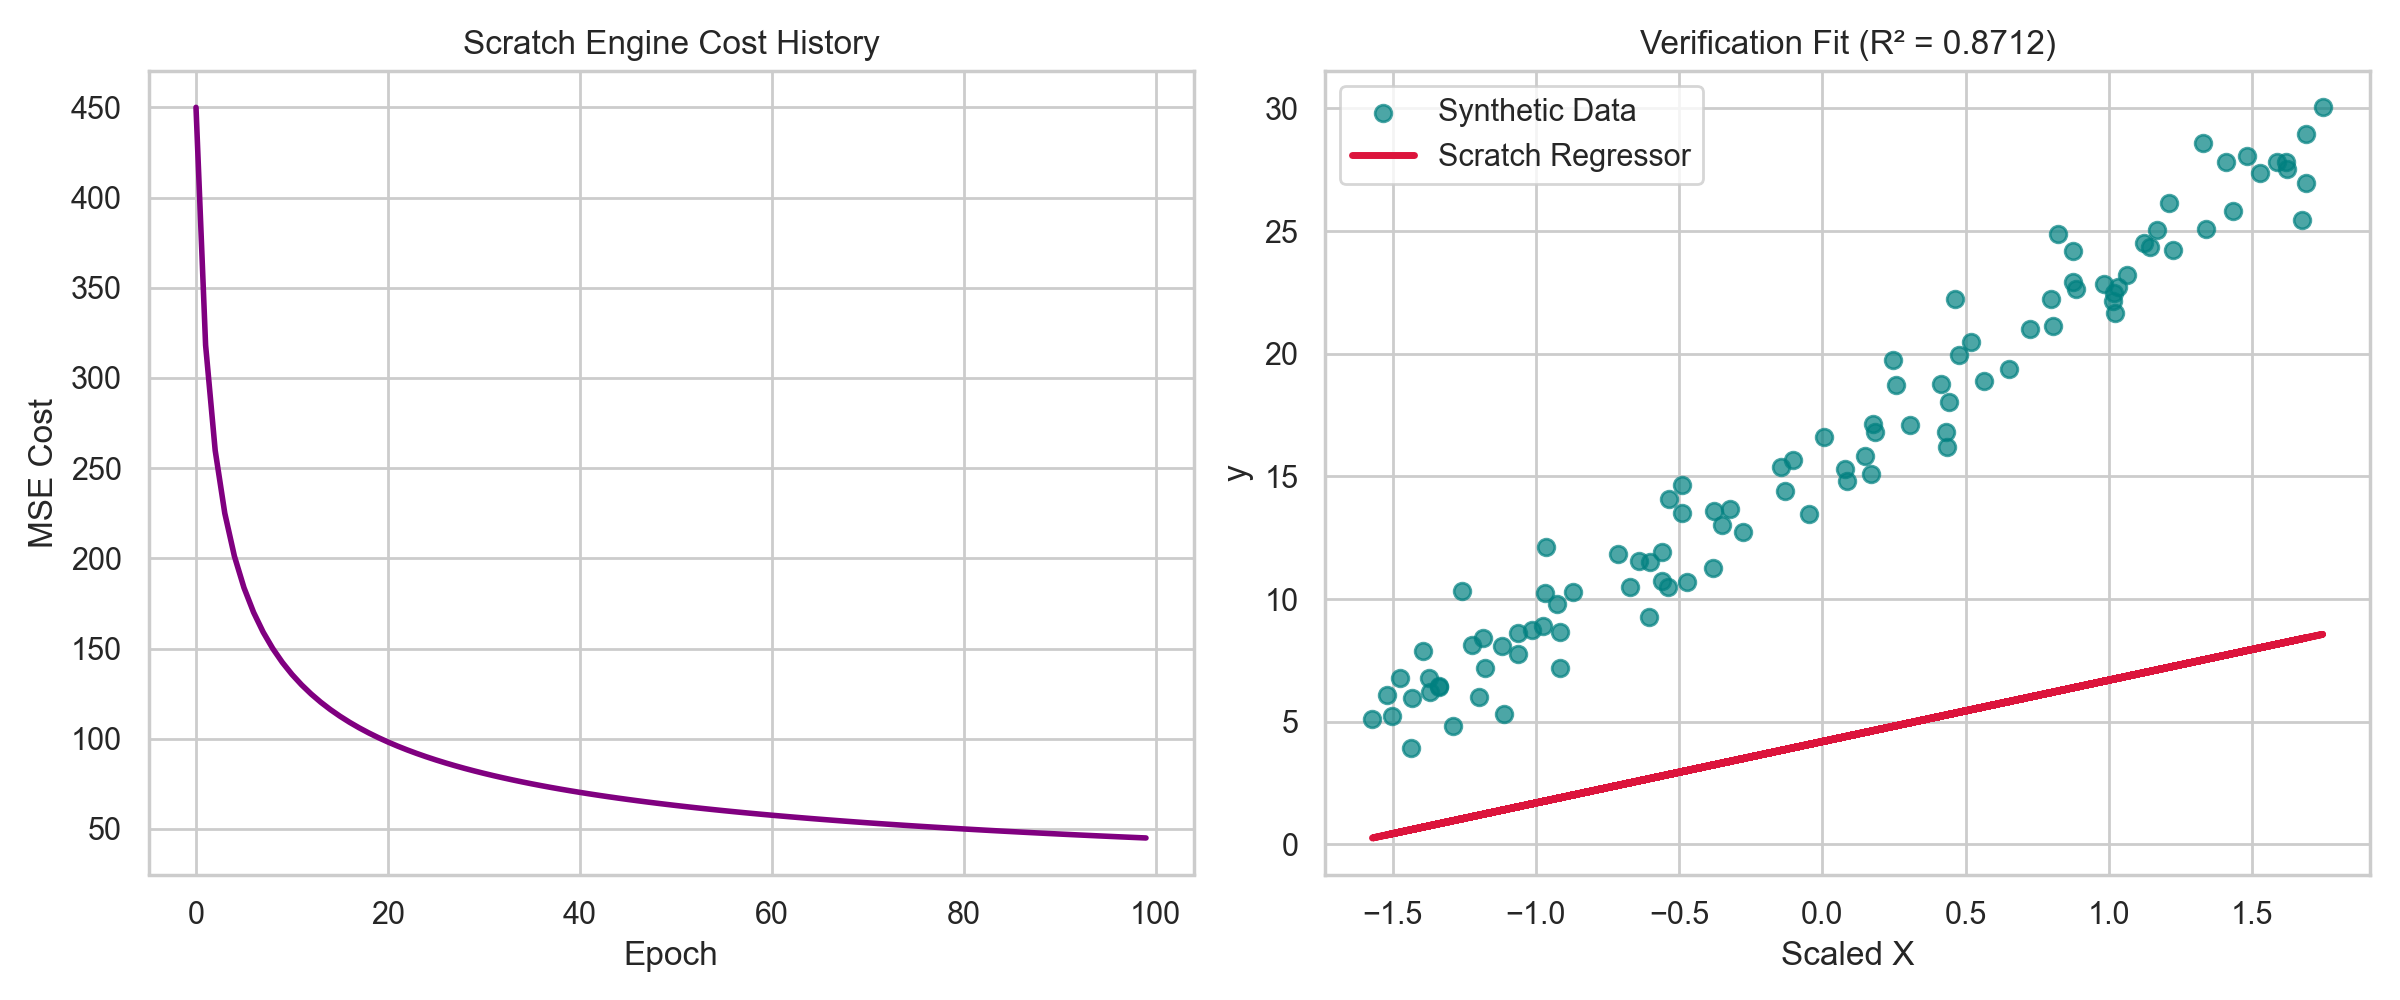 Scratch Engine Cost History
450
400
350
300
250
200
150
100
50
MSE Cost
0 20 40 60 80 100
Epoch
Verification Fit (R² = 0.8712)
Synthetic Data
Scratch Regressor
30
25
20
15
10
5
0
y
−1.5 −1.0 −0.5 0.0 0.5 1.0 1.5
Scaled X